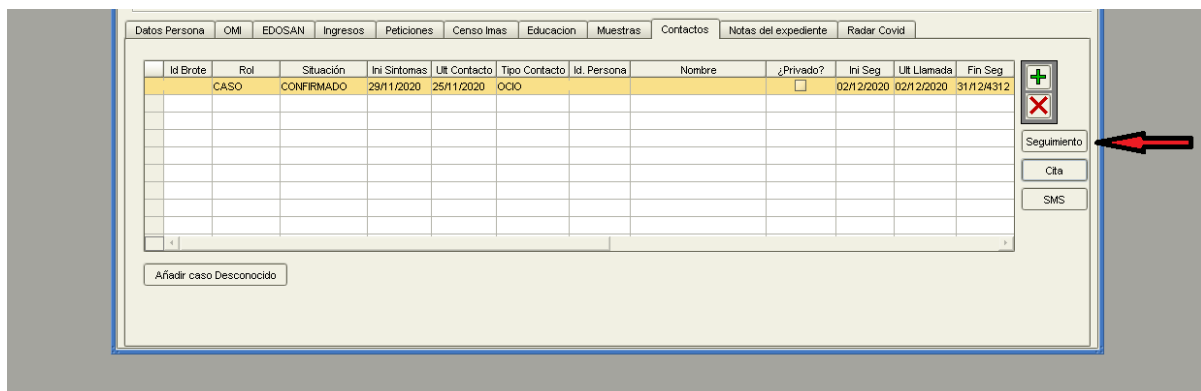 Datos Persona OMI EDOSAN Ingresos Peticiones Censo Imas Educacion Muestras Contactos Notas del expediente Radar Covid
Id Brote Rol Situación Ini Sintomas Ult Contacto Tipo Contacto Id. Persona Nombre ¿Privado? Ini Seg Ult Llamada Fin Seg
CASO CONFIRMADO 29/11/2020 25/11/2020 OCIO 02/12/2020 02/12/2020 31/12/4312
Seguimiento
Cita
SMS
Añadir caso Desconocido